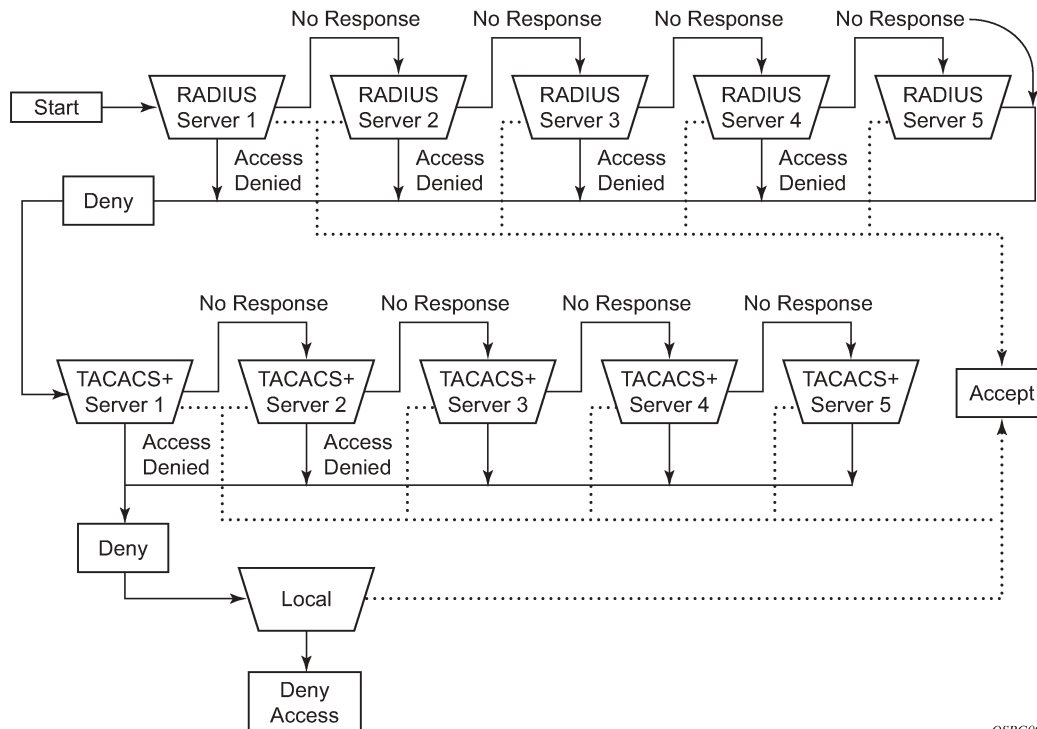 No Response
No Response
No Response
No Response
No Response
Start
RADIUS
Server 1
RADIUS
Server 2
RADIUS
Server 3
RADIUS
Server 4
RADIUS
Server 5
Access
Denied
Access
Denied
Access
Denied
Access
Denied
Deny
No Response
No Response
No Response
No Response
TACACS+
Server 1
TACACS+
Server 2
TACACS+
Server 3
TACACS+
Server 4
TACACS+
Server 5
Accept
Access
Denied
Access
Denied
Deny
Local
Deny
Access